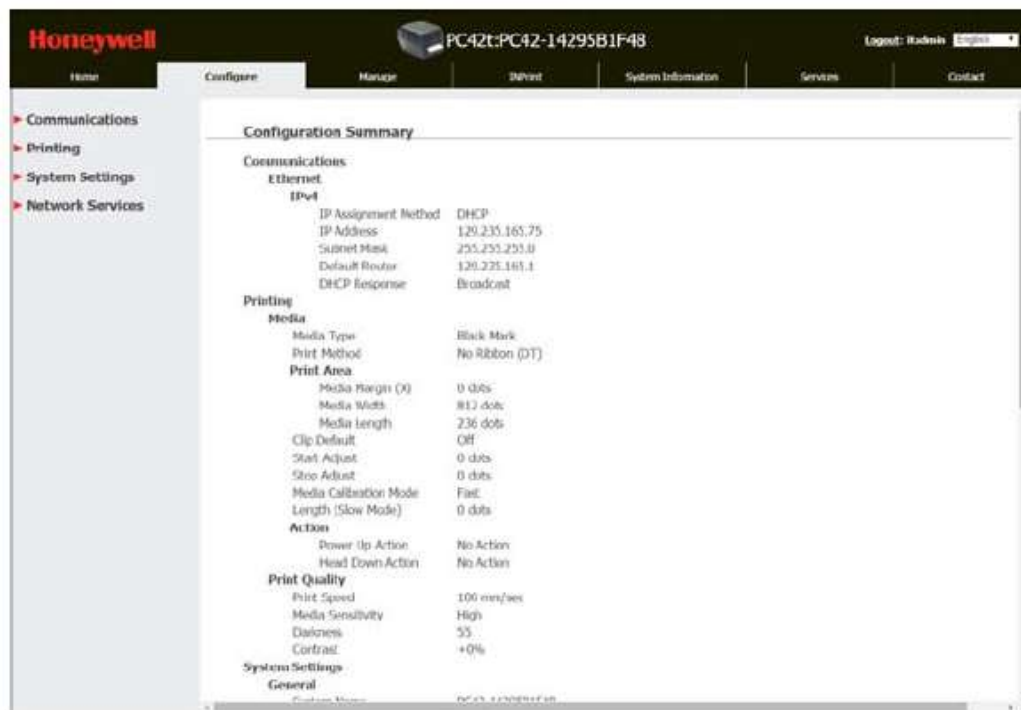 Honeywell
PC42t:PC42-14295B1F48
Logout: itadmin English
Home Configure Manage INPrint System Information Services Contact
Communications
Printing
System Settings
Network Services
Configuration Summary
Communications
Ethernet
IPv4
IP Assignment Method DHCP
IP Address 129.235.165.75
Subnet Mask 255.255.255.0
Default Router 129.235.165.1
DHCP Response Broadcast
Printing
Media
Media Type Black Mark
Print Method No Ribbon (DT)
Print Area
Media Margin (X) 0 dots
Media Width 812 dots
Media Length 236 dots
Clip Default Off
Start Adjust 0 dots
Stop Adjust 0 dots
Media Calibration Mode Fast
Length (Slow Mode) 0 dots
Action
Power Up Action No Action
Head Down Action No Action
Print Quality
Print Speed 100 mm/sec
Media Sensitivity High
Darkness 55
Contrast +0%
System Settings
General
System Name PC42-14295B1F48